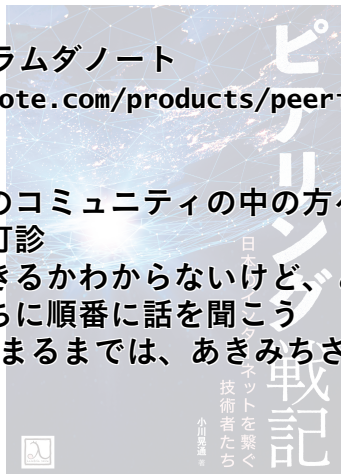 ラムダノート
ote.com/products/peer
のコミュニティの中の方々
打診
きるかわからないけど、
ちに順番に話を聞こう
まるまでは、あきみちさ
ピアリング戦記
日本のインターネットを繋ぐ
技術者たち
小川晃通 著